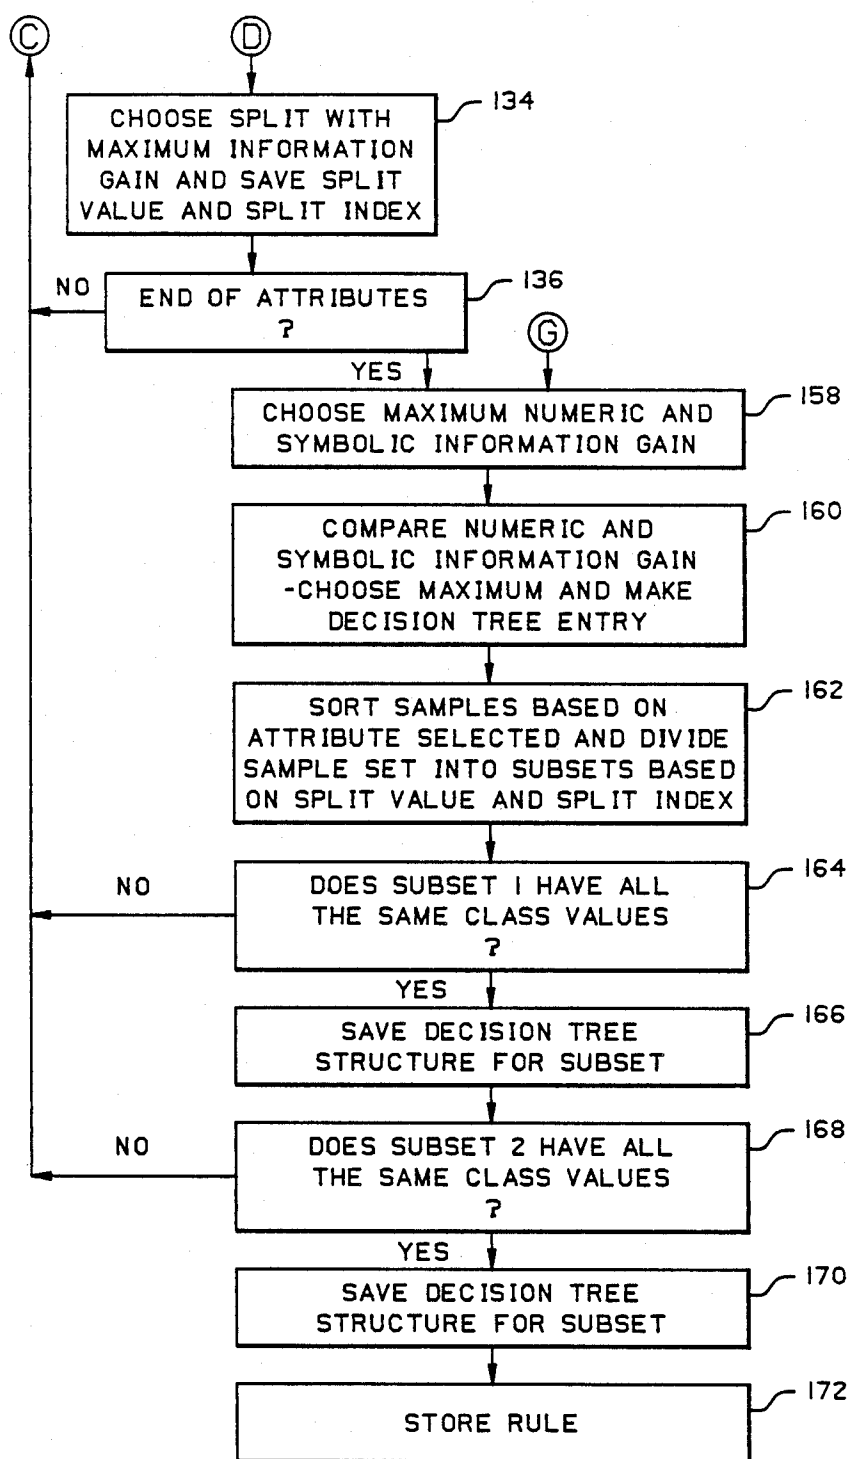 C
D
134
CHOOSE SPLIT WITH
MAXIMUM INFORMATION
GAIN AND SAVE SPLIT
VALUE AND SPLIT INDEX
NO
136
END OF ATTRIBUTES
?
G
YES
158
CHOOSE MAXIMUM NUMERIC AND
SYMBOLIC INFORMATION GAIN
160
COMPARE NUMERIC AND
SYMBOLIC INFORMATION GAIN
-CHOOSE MAXIMUM AND MAKE
DECISION TREE ENTRY
162
SORT SAMPLES BASED ON
ATTRIBUTE SELECTED AND DIVIDE
SAMPLE SET INTO SUBSETS BASED
ON SPLIT VALUE AND SPLIT INDEX
164
NO
DOES SUBSET 1 HAVE ALL
THE SAME CLASS VALUES
?
YES
166
SAVE DECISION TREE
STRUCTURE FOR SUBSET
168
NO
DOES SUBSET 2 HAVE ALL
THE SAME CLASS VALUES
?
YES
170
SAVE DECISION TREE
STRUCTURE FOR SUBSET
172
STORE RULE